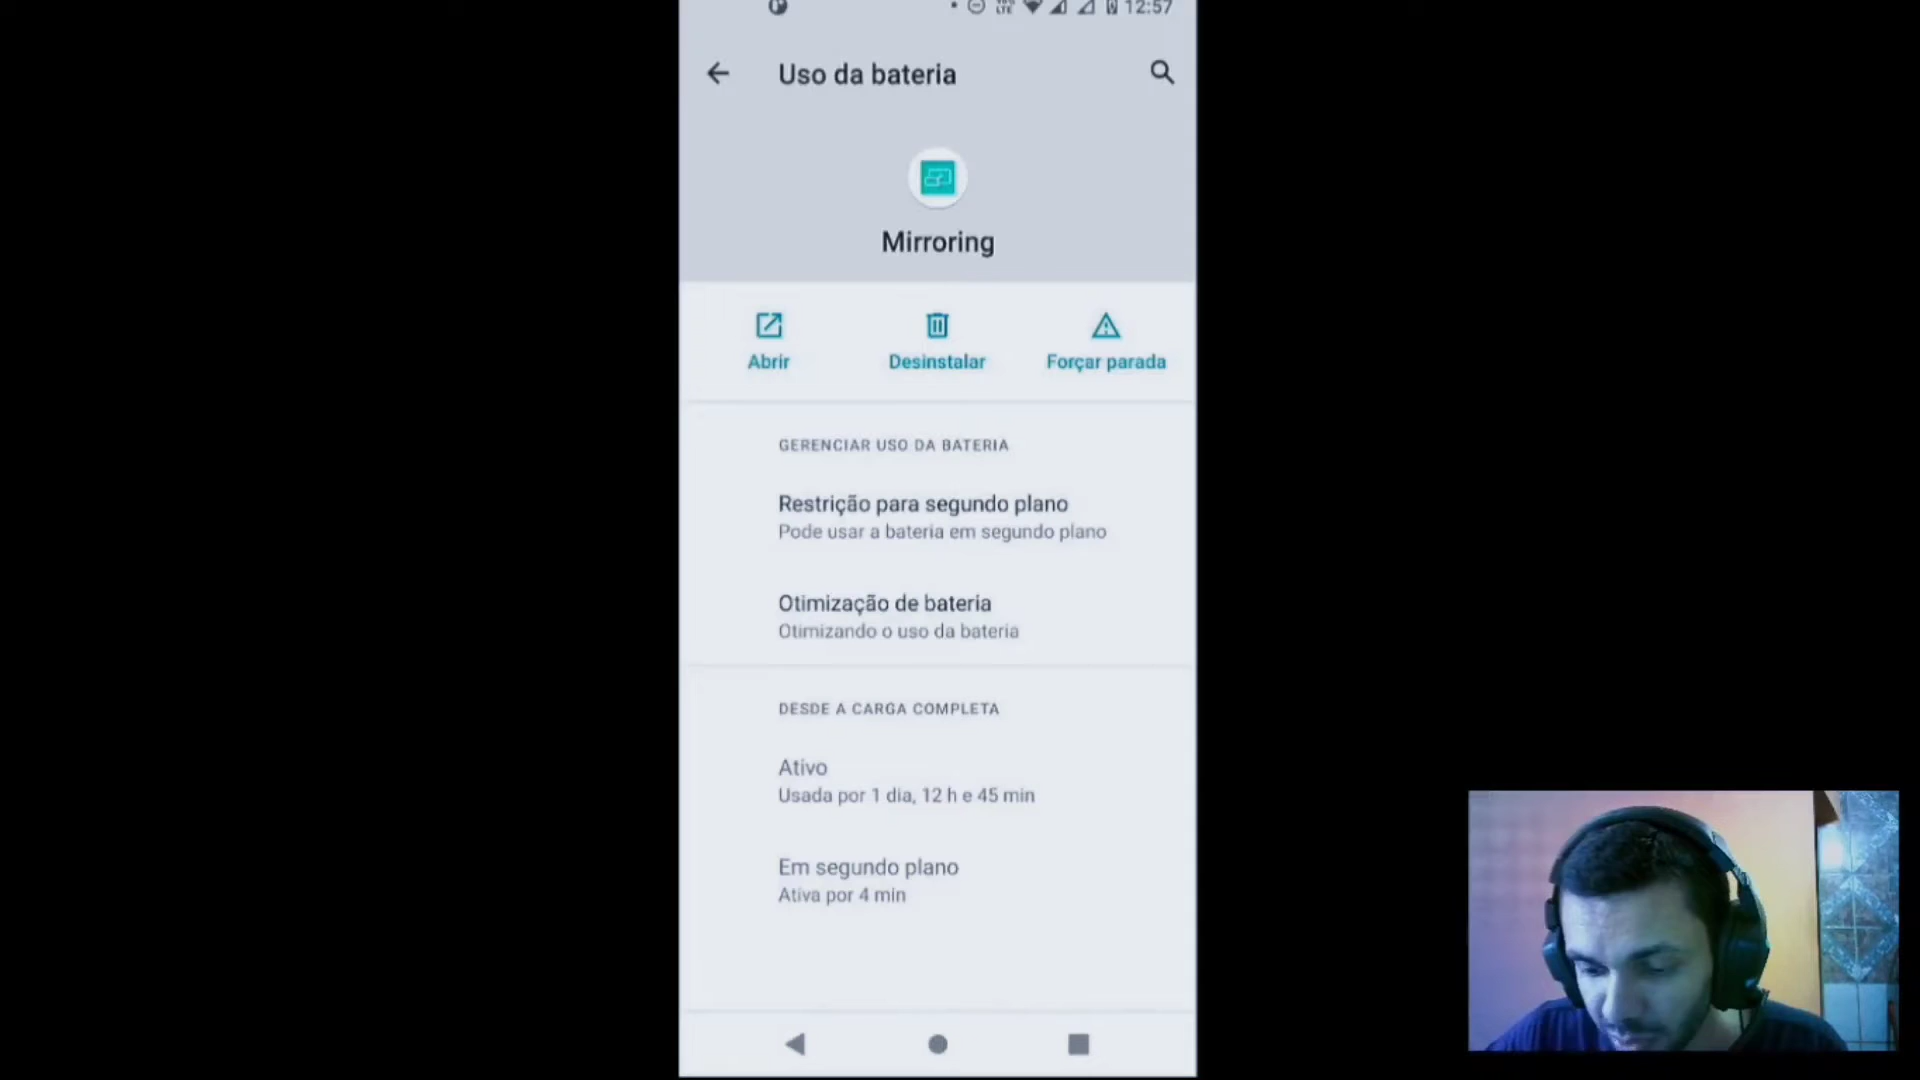 12:57
Uso da bateria
Mirroring
Abrir
Desinstalar
Forçar parada
GERENCIAR USO DA BATERIA
Restrição para segundo plano
Pode usar a bateria em segundo plano
Otimização de bateria
Otimizando o uso da bateria
DESDE A CARGA COMPLETA
Ativo
Usada por 1 dia, 12 h e 45 min
Em segundo plano
Ativa por 4 min